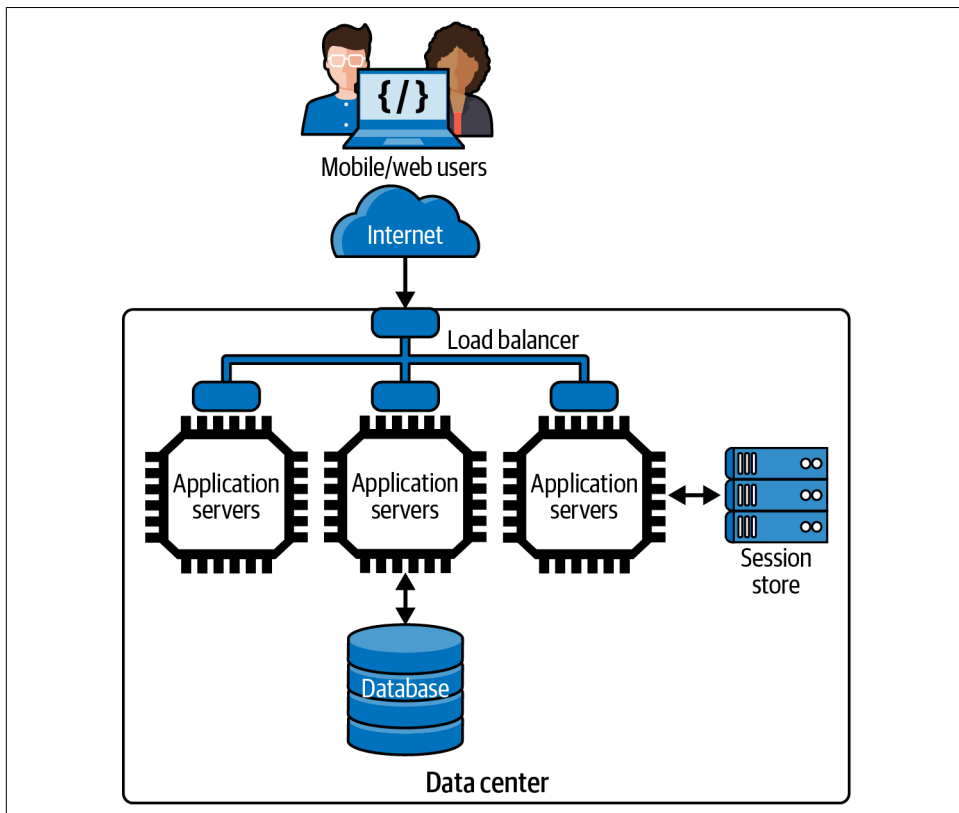 {/}
Mobile/web users
Internet
Load balancer
Application
servers
Application
servers
Application
servers
Session
store
Database
Data center